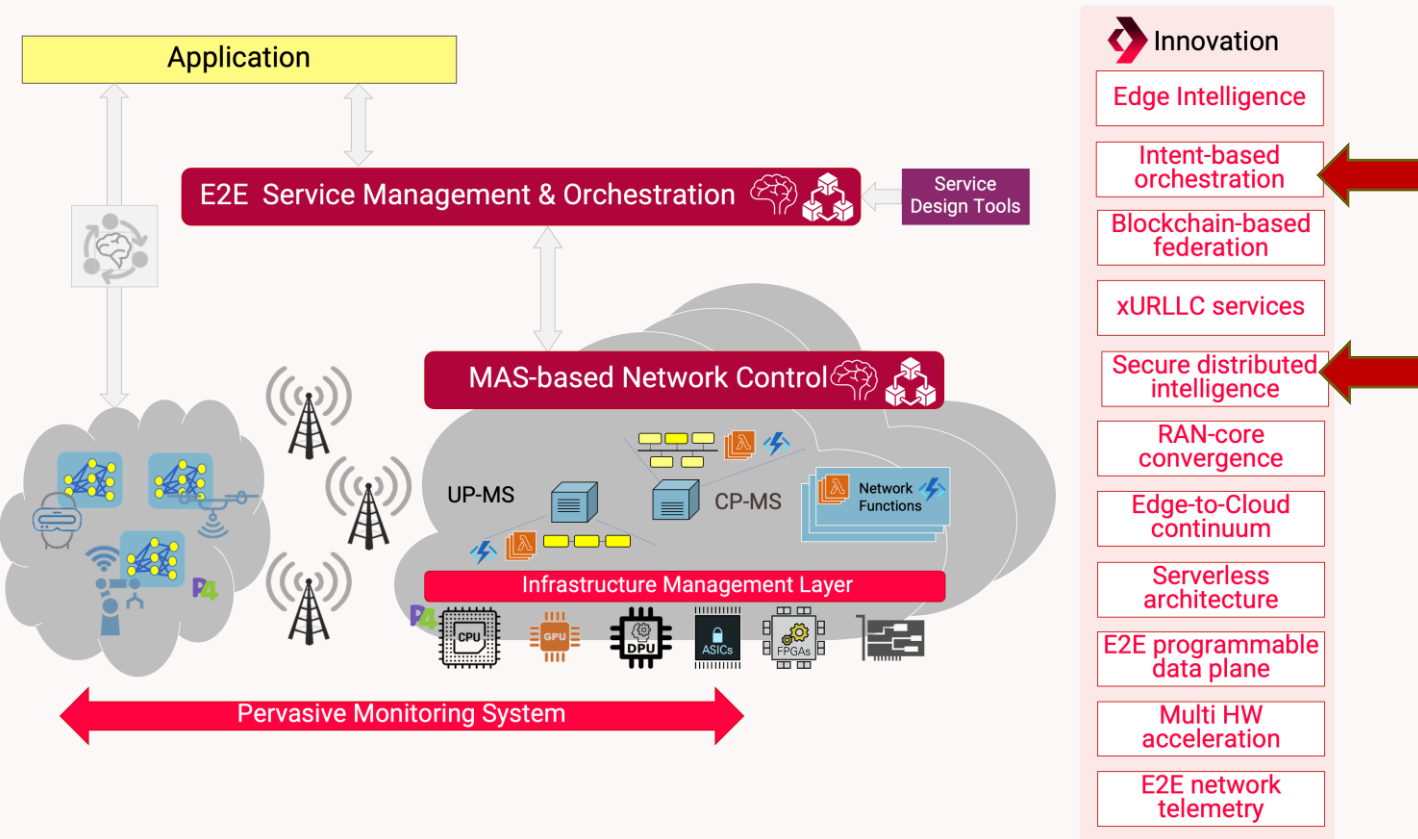 Application
E2E Service Management & Orchestration
Service
Design Tools
MAS-based Network Control
UP-MS
CP-MS
λ
λ
λ
Network
Functions
Infrastructure Management Layer
P4
P4
CPU
GPU
DPU
ASICs
FPGAs
Pervasive Monitoring System
Innovation
Edge Intelligence
Intent-based
orchestration
Blockchain-based
federation
xURLLC services
Secure distributed
intelligence
RAN-core
convergence
Edge-to-Cloud
continuum
Serverless
architecture
E2E programmable
data plane
Multi HW
acceleration
E2E network
telemetry